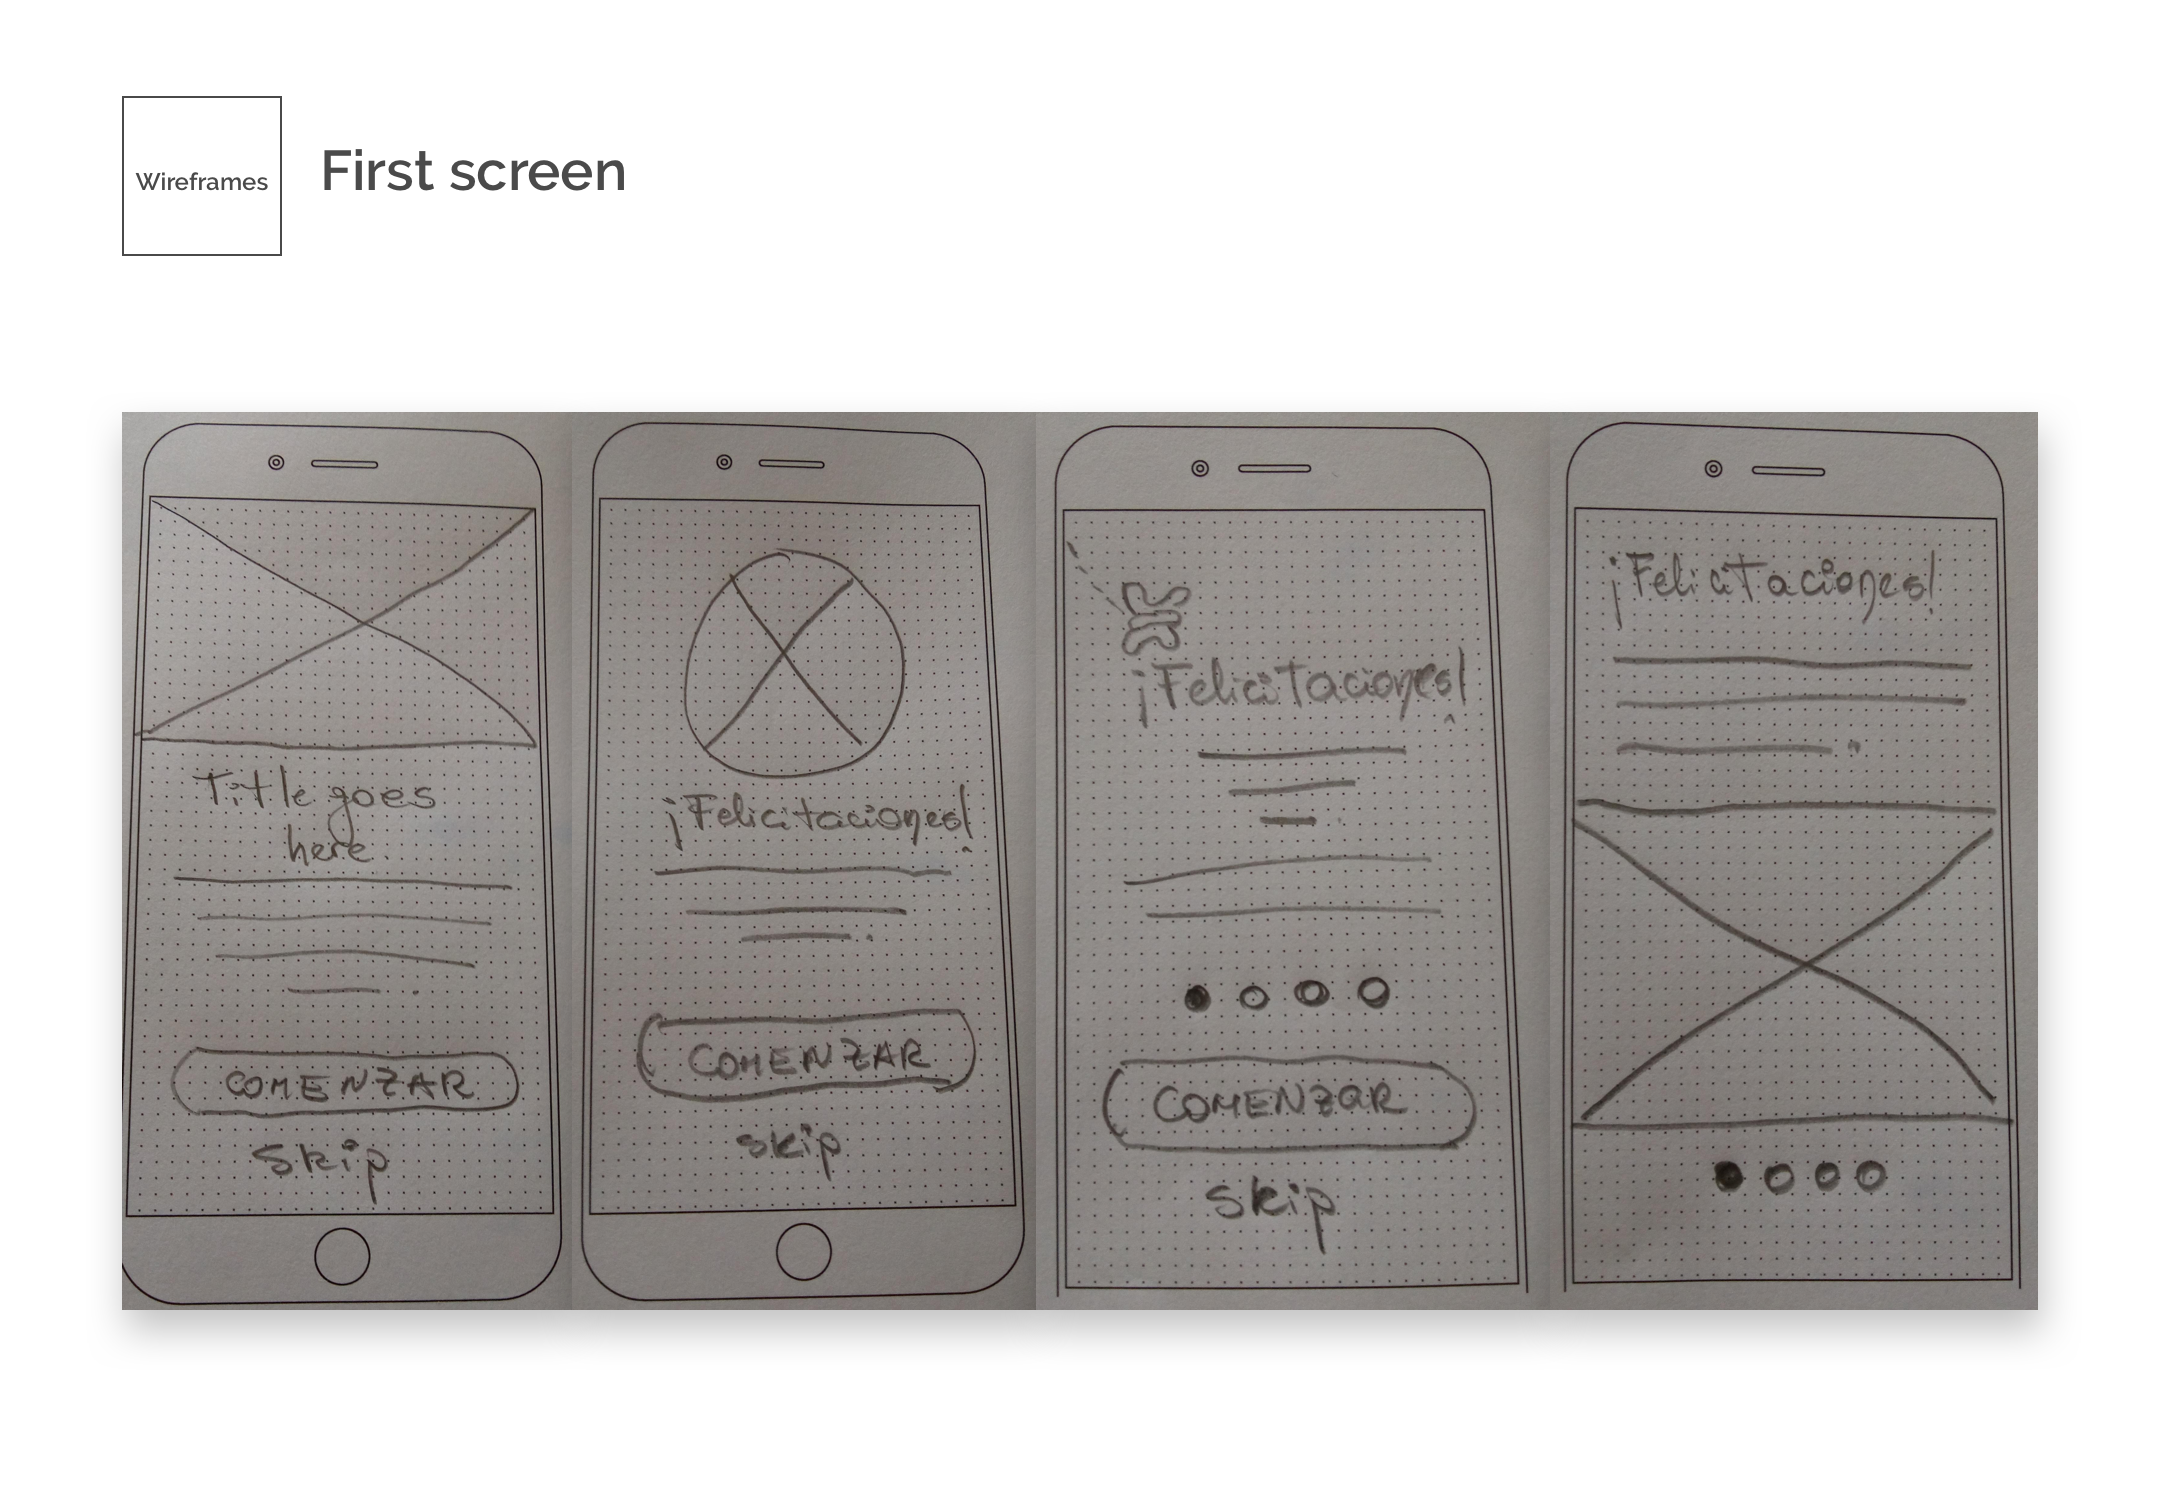 Wireframes
First screen
Title goes
here
COMENZAR
skip
¡Felicitaciones!
COMENZAR
skip
¡Felicitaciones!
COMENZAR
skip
¡Felicitaciones!